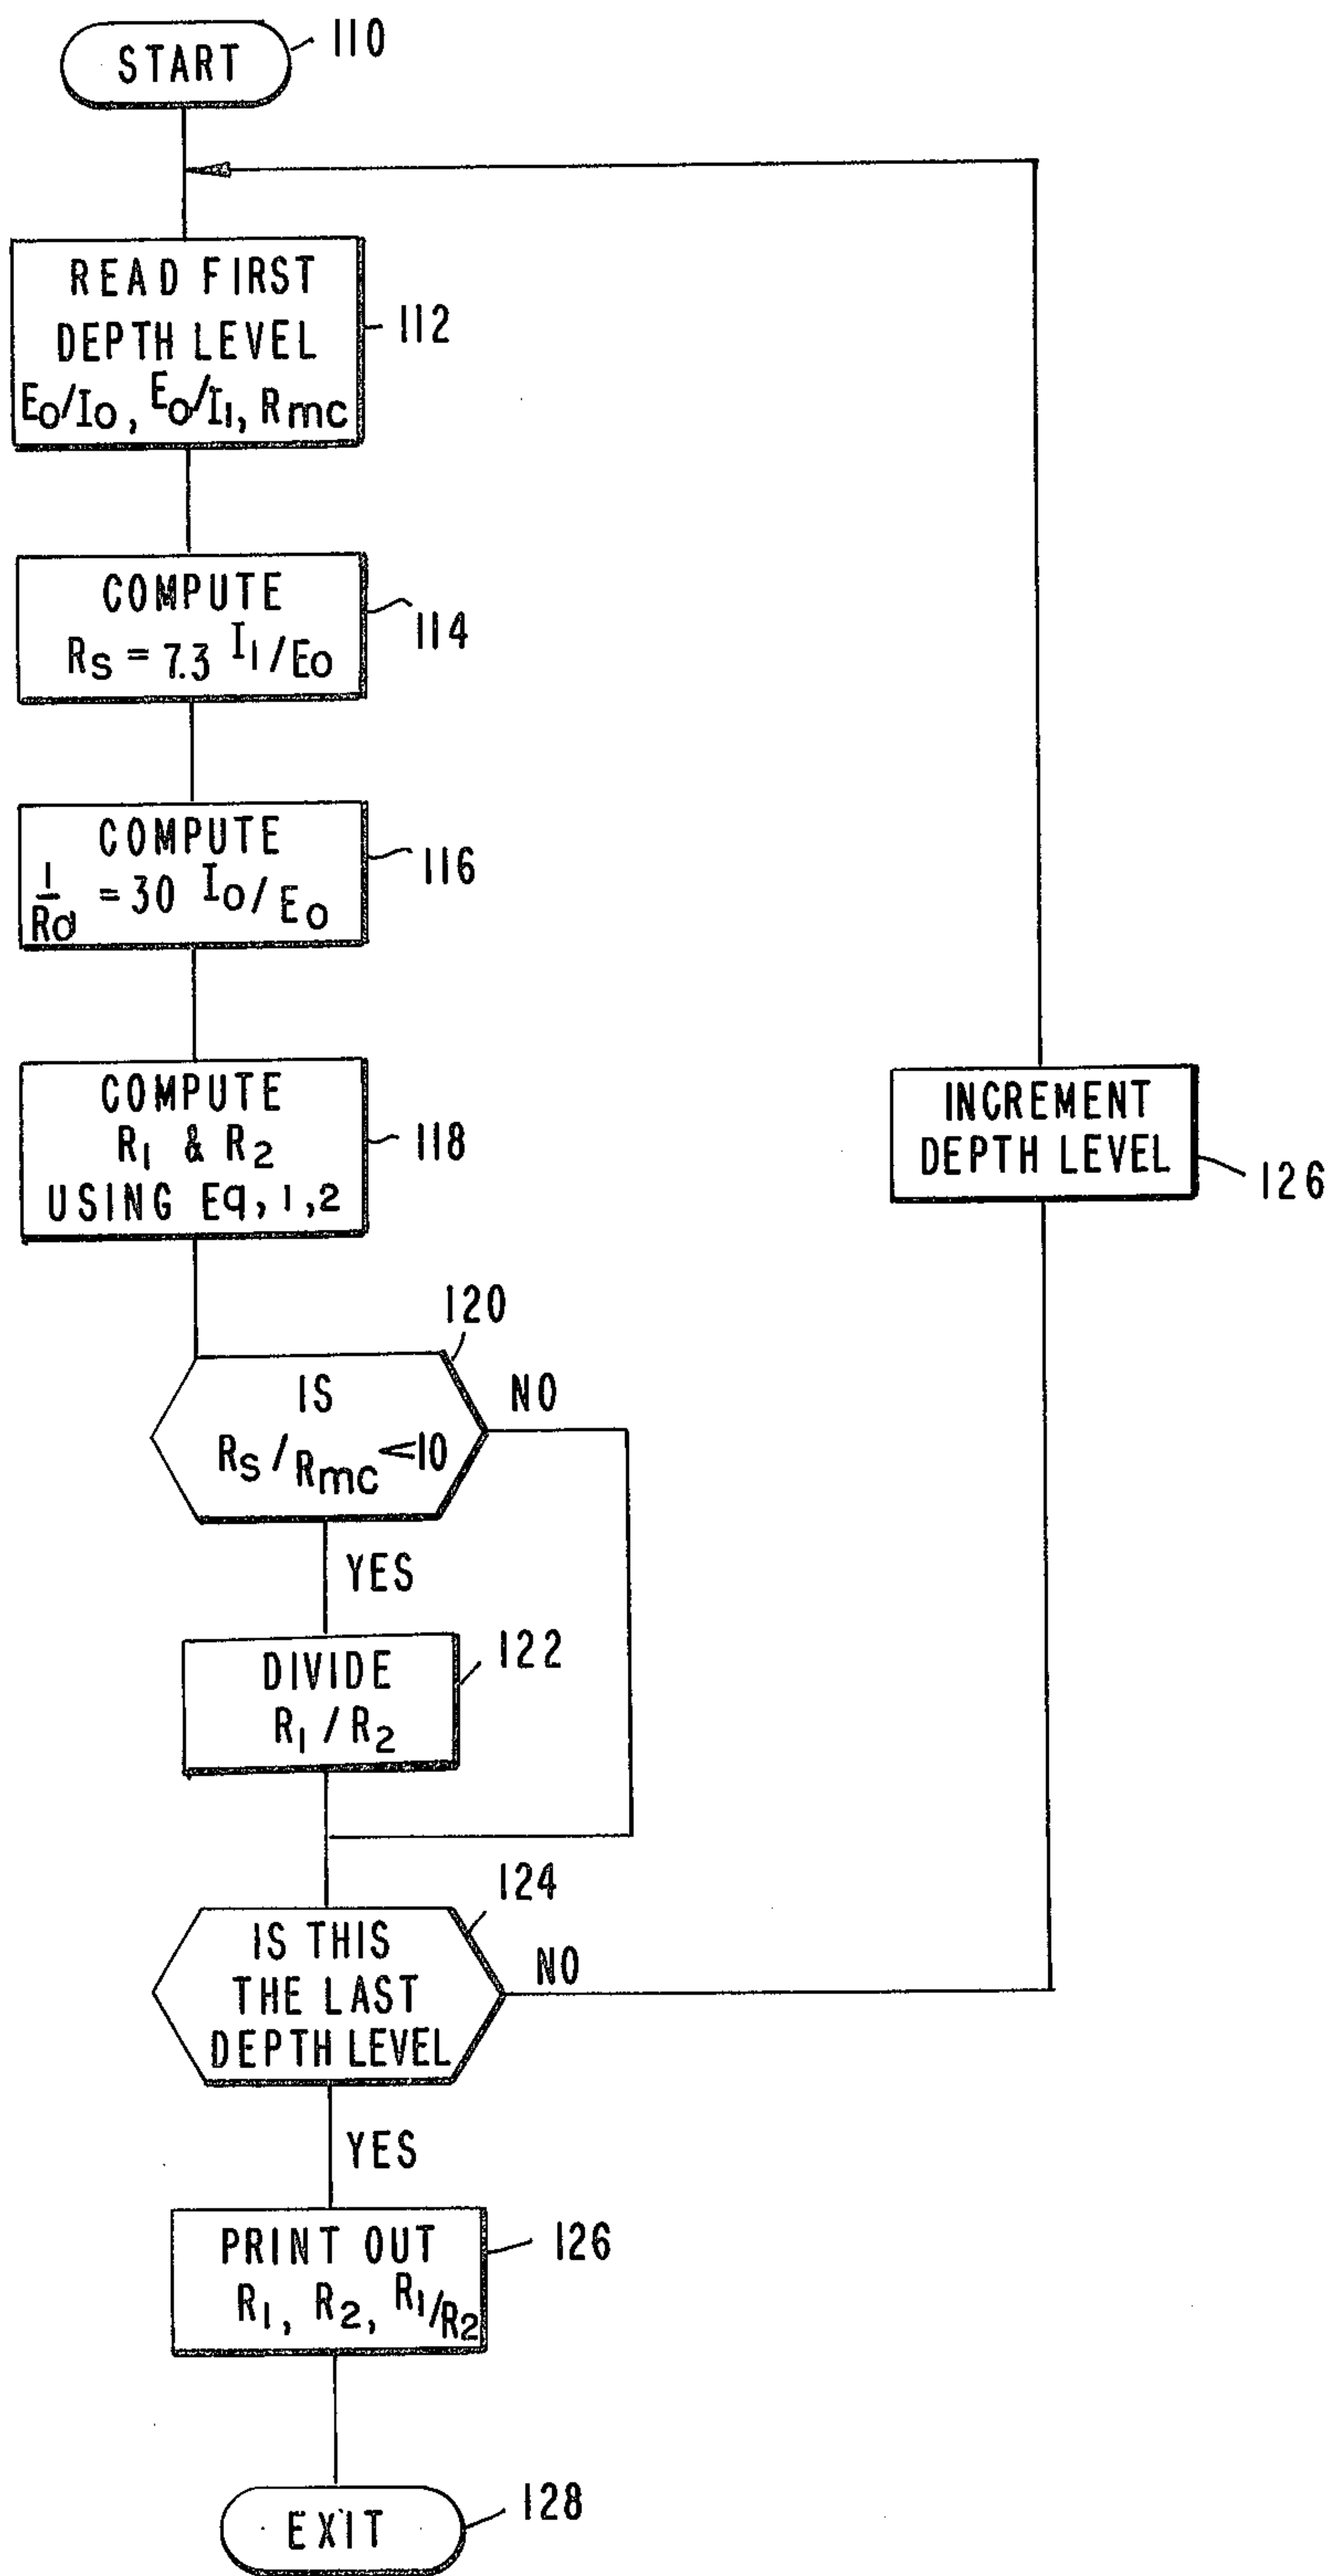 START
110
READ FIRST
DEPTH LEVEL
E0/I0, E0/I1, Rmc
112
COMPUTE
Rs = 7.3 I1/E0
114
COMPUTE
1/Rd = 30 I0/E0
116
COMPUTE
R1 & R2
USING Eq, 1,2
118
INCREMENT
DEPTH LEVEL
126
120
IS
Rs/Rmc <10
NO
YES
DIVIDE
R1/R2
122
124
IS THIS
THE LAST
DEPTH LEVEL
NO
YES
PRINT OUT
R1, R2, R1/R2
126
EXIT
128